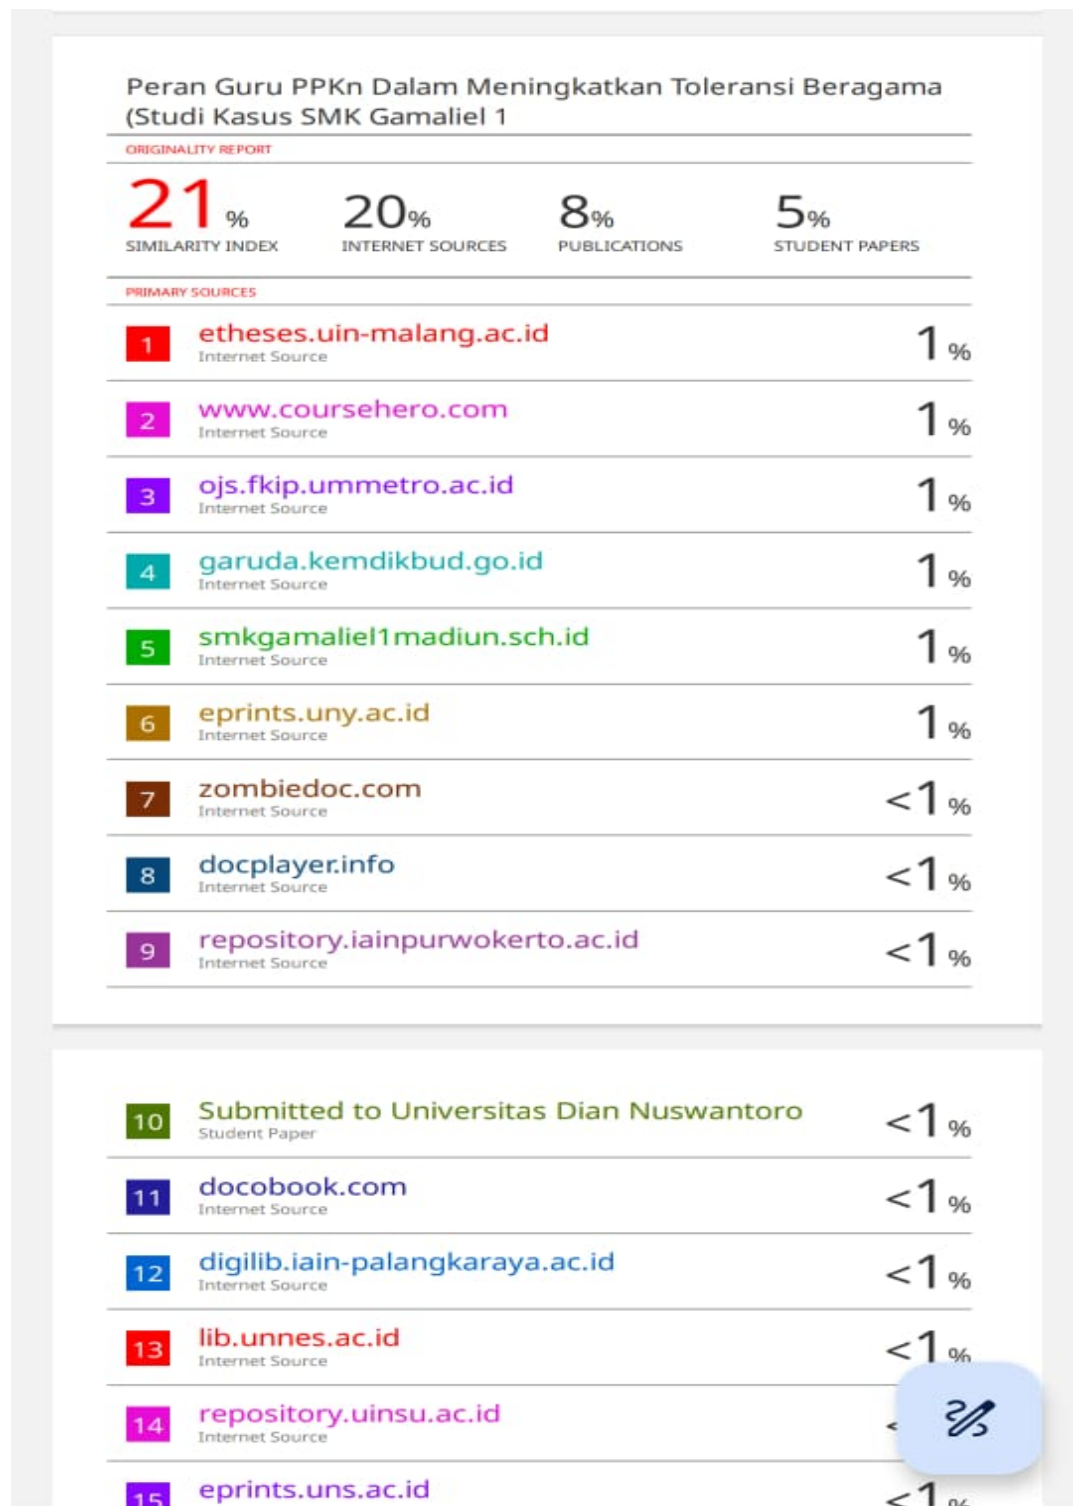 Peran Guru PPKn Dalam Meningkatkan Toleransi Beragama
(Studi Kasus SMK Gamaliel 1
ORIGINALITY REPORT
21% 20% 8% 5%
SIMILARITY INDEX INTERNET SOURCES PUBLICATIONS STUDENT PAPERS
PRIMARY SOURCES
1 etheses.uin-malang.ac.id 1%
Internet Source
2 www.coursehero.com 1%
Internet Source
3 ojs.fkip.ummetro.ac.id 1%
Internet Source
4 garuda.kemdikbud.go.id 1%
Internet Source
5 smkgamaliel1madiun.sch.id 1%
Internet Source
6 eprints.uny.ac.id 1%
Internet Source
7 zombiedoc.com <1%
Internet Source
8 docplayer.info <1%
Internet Source
9 repository.iainpurwokerto.ac.id <1%
Internet Source
10 Submitted to Universitas Dian Nuswantoro <1%
Student Paper
11 docobook.com <1%
Internet Source
12 digilib.iain-palangkaraya.ac.id <1%
Internet Source
13 lib.unnes.ac.id <1%
Internet Source
14 repository.uinsu.ac.id <
Internet Source
15 eprints.uns.ac.id <1%